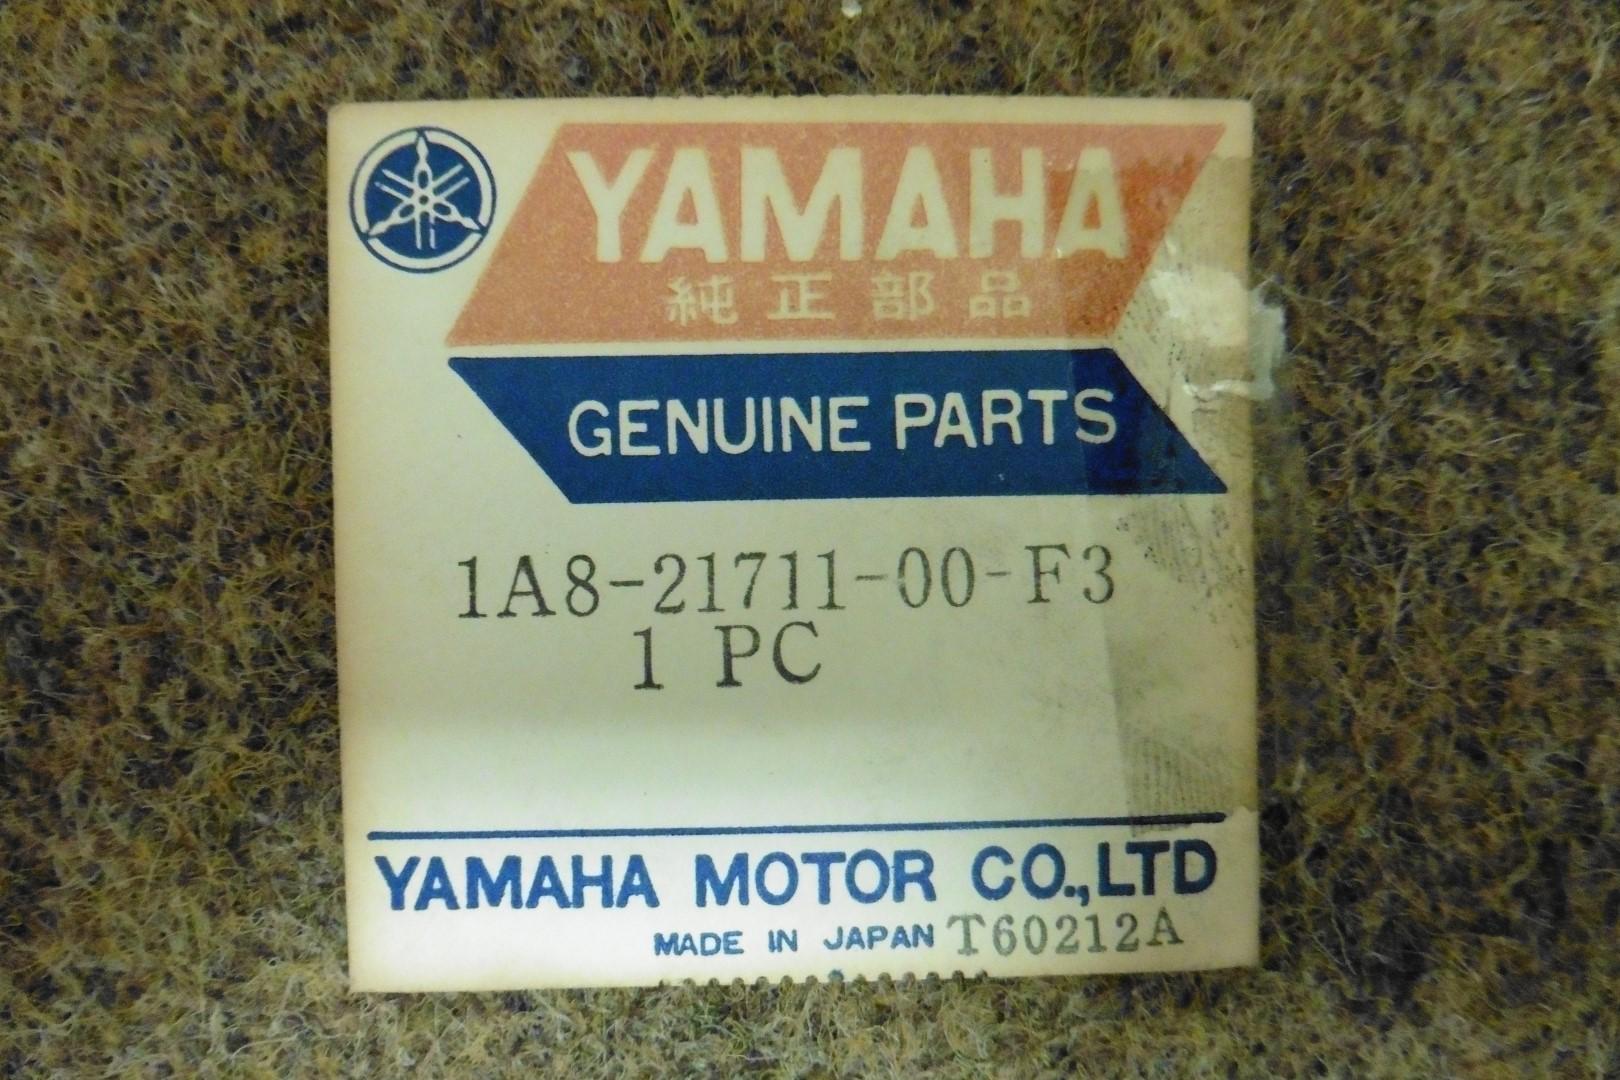 YAMAHA
純正部品
GENUINE PARTS
1A8-21711-00-F3
1 PC
YAMAHA MOTOR CO.,LTD
MADE IN JAPAN T60212A